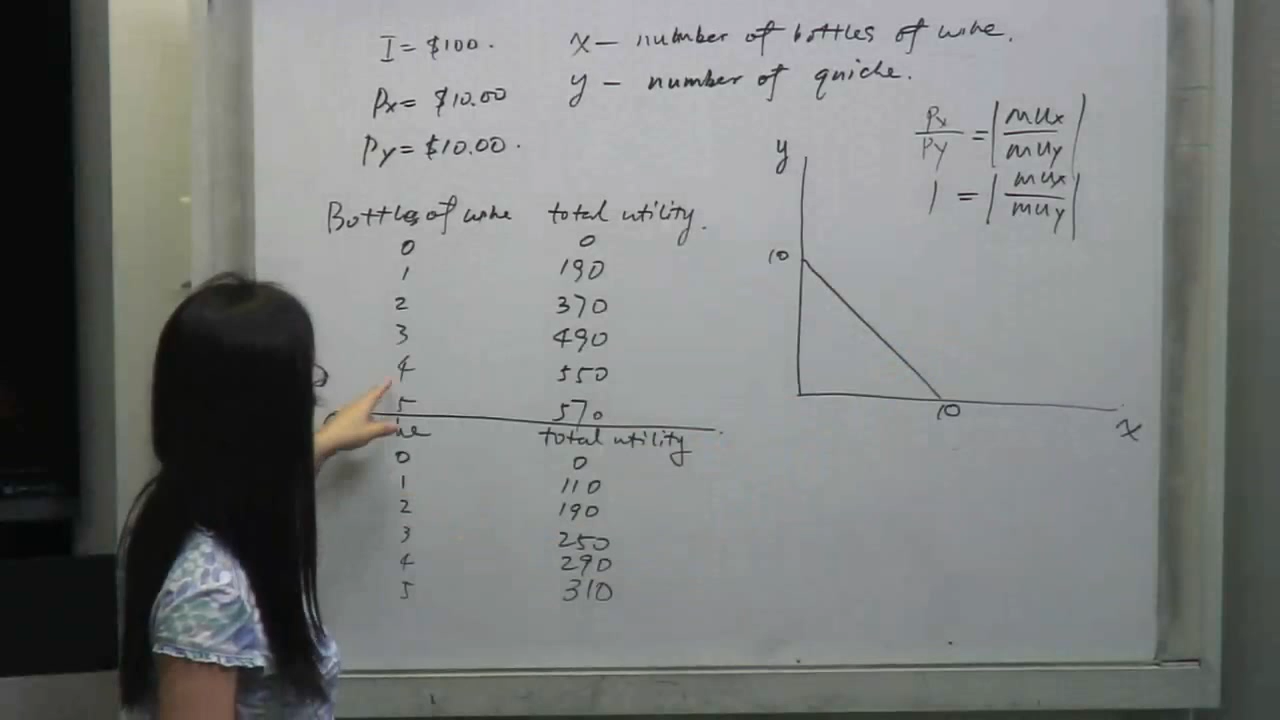 I = $100.
x – number of bottles of wine.
Px = $10.00
y – number of quiche.
Py = $10.00.
Px/Py = |MUx/MUy|
1 = |MUx/MUy|
y
10
10
x
Bottles of wine total utility.
0 0
1 190
2 370
3 490
4 550
5 570
total utility
0 0
1 110
2 190
3 250
4 290
5 310